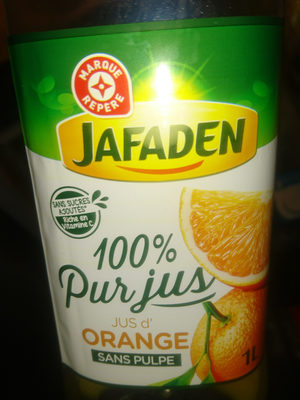 MARQUE
REPÈRE
JAFADEN
SANS SUCRES
AJOUTÉS*
Riche en
Vitamine C
100%
Pur jus
JUS d'
ORANGE
SANS PULPE
1L